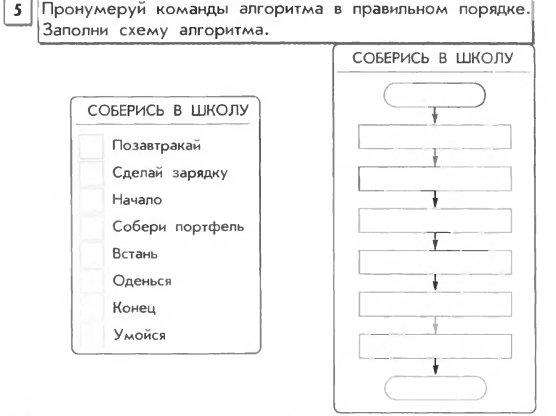 5 Пронумеруй команды алгоритма в правильном порядке.
Заполни схему алгоритма.
СОБЕРИСЬ В ШКОЛУ
Позавтракай
Сделай зарядку
Начало
Собери портфель
Встань
Оденься
Конец
Умойся
СОБЕРИСЬ В ШКОЛУ